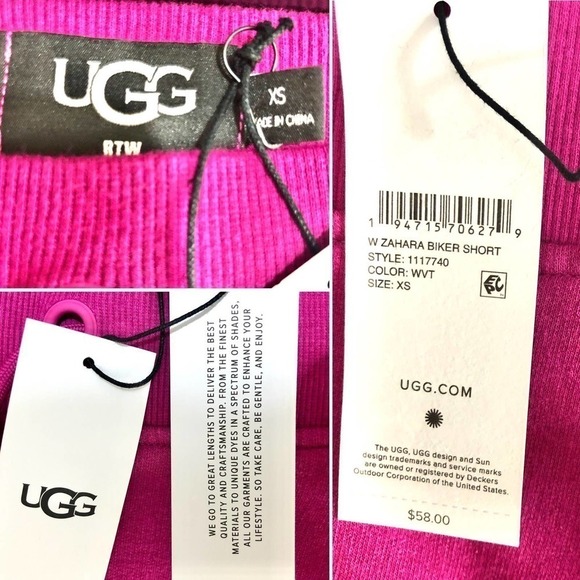 UGG
RTW
XS
MADE IN CHINA
1 94715 70627 9
W ZAHARA BIKER SHORT
STYLE: 1117740
COLOR: WVT
SIZE: XS
UGG.COM
The UGG, UGG design and Sun
design trademarks and service marks
are owned or registered by Deckers
Outdoor Corporation of the United States.
$58.00
UGG
WE GO TO GREAT LENGTHS TO DELIVER THE BEST
QUALITY AND CRAFTSMANSHIP. FROM THE FINEST
MATERIALS TO UNIQUE DYES IN A SPECTRUM OF SHADES,
ALL OUR GARMENTS ARE CRAFTED TO ENHANCE YOUR
LIFESTYLE. SO TAKE CARE, BE GENTLE, AND ENJOY.